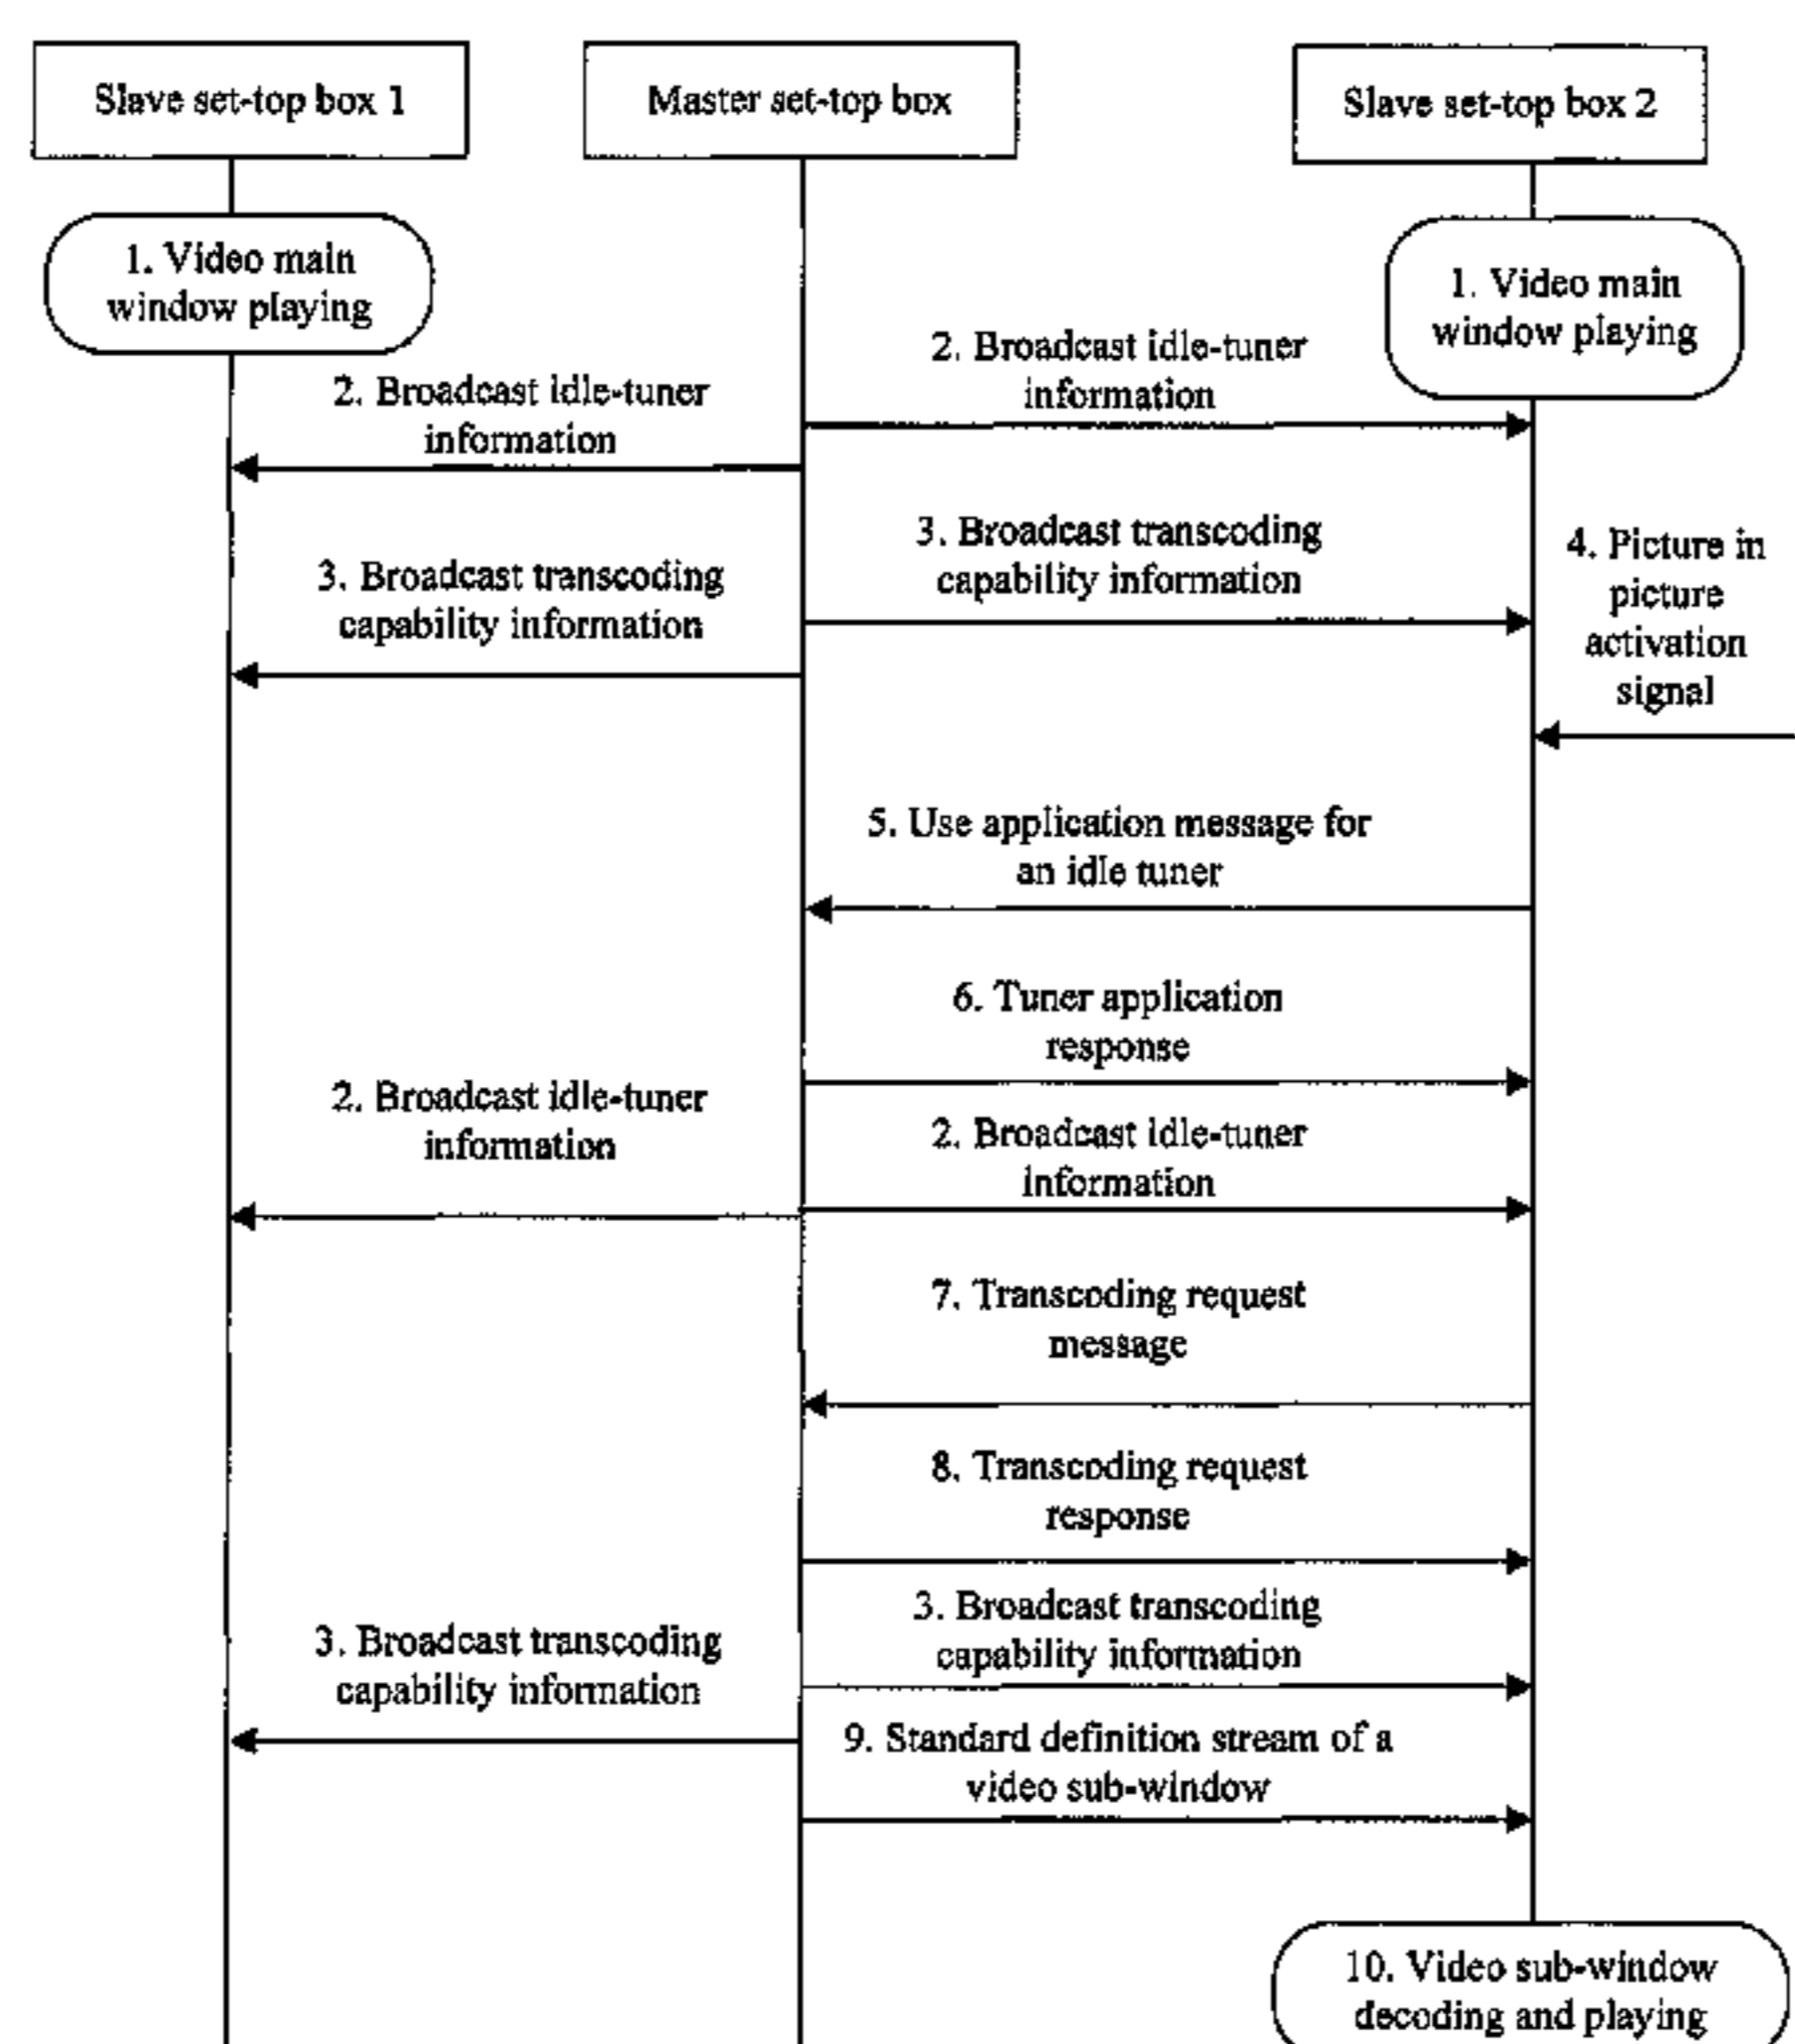 Slave set-top box 1
Master set-top box
Slave set-top box 2
1. Video main
window playing
1. Video main
window playing
2. Broadcast idle-tuner
information
2. Broadcast idle-tuner
information
3. Broadcast transcoding
capability information
3. Broadcast transcoding
capability information
4. Picture in
picture
activation
signal
5. Use application message for
an idle tuner
6. Tuner application
response
2. Broadcast idle-tuner
information
2. Broadcast idle-tuner
information
7. Transcoding request
message
8. Transcoding request
response
3. Broadcast transcoding
capability information
3. Broadcast transcoding
capability information
9. Standard definition stream of a
video sub-window
10. Video sub-window
decoding and playing